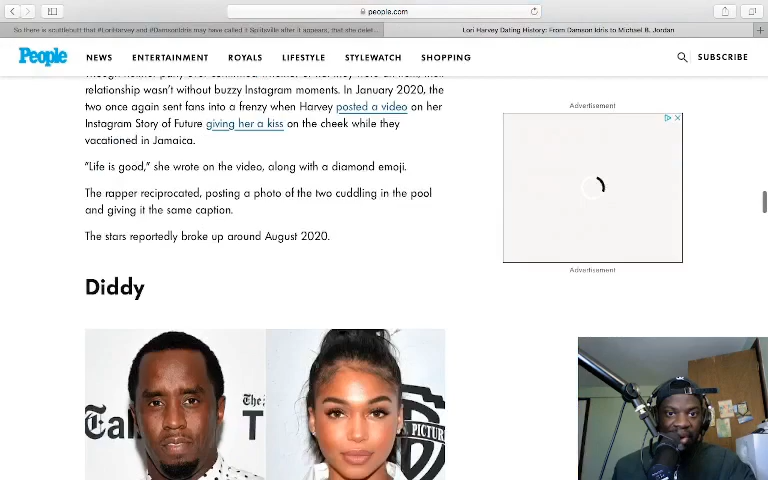 people.com
So there is scuttlebutt that #LoriHarvey and #DamsonIdris may have called it Splitsville after it appears, that she delet...
Lori Harvey Dating History: From Damson Idris to Michael B. Jordan
People
NEWS ENTERTAINMENT ROYALS LIFESTYLE STYLEWATCH SHOPPING SUBSCRIBE
relationship wasn't without buzzy Instagram moments. In January 2020, the
two once again sent fans into a frenzy when Harvey posted a video on her
Instagram Story of Future giving her a kiss on the cheek while they
vacationed in Jamaica.
"Life is good," she wrote on the video, along with a diamond emoji.
The rapper reciprocated, posting a photo of the two cuddling in the pool
and giving it the same caption.
The stars reportedly broke up around August 2020.
Advertisement
Advertisement
Diddy
The
T
PICTUR